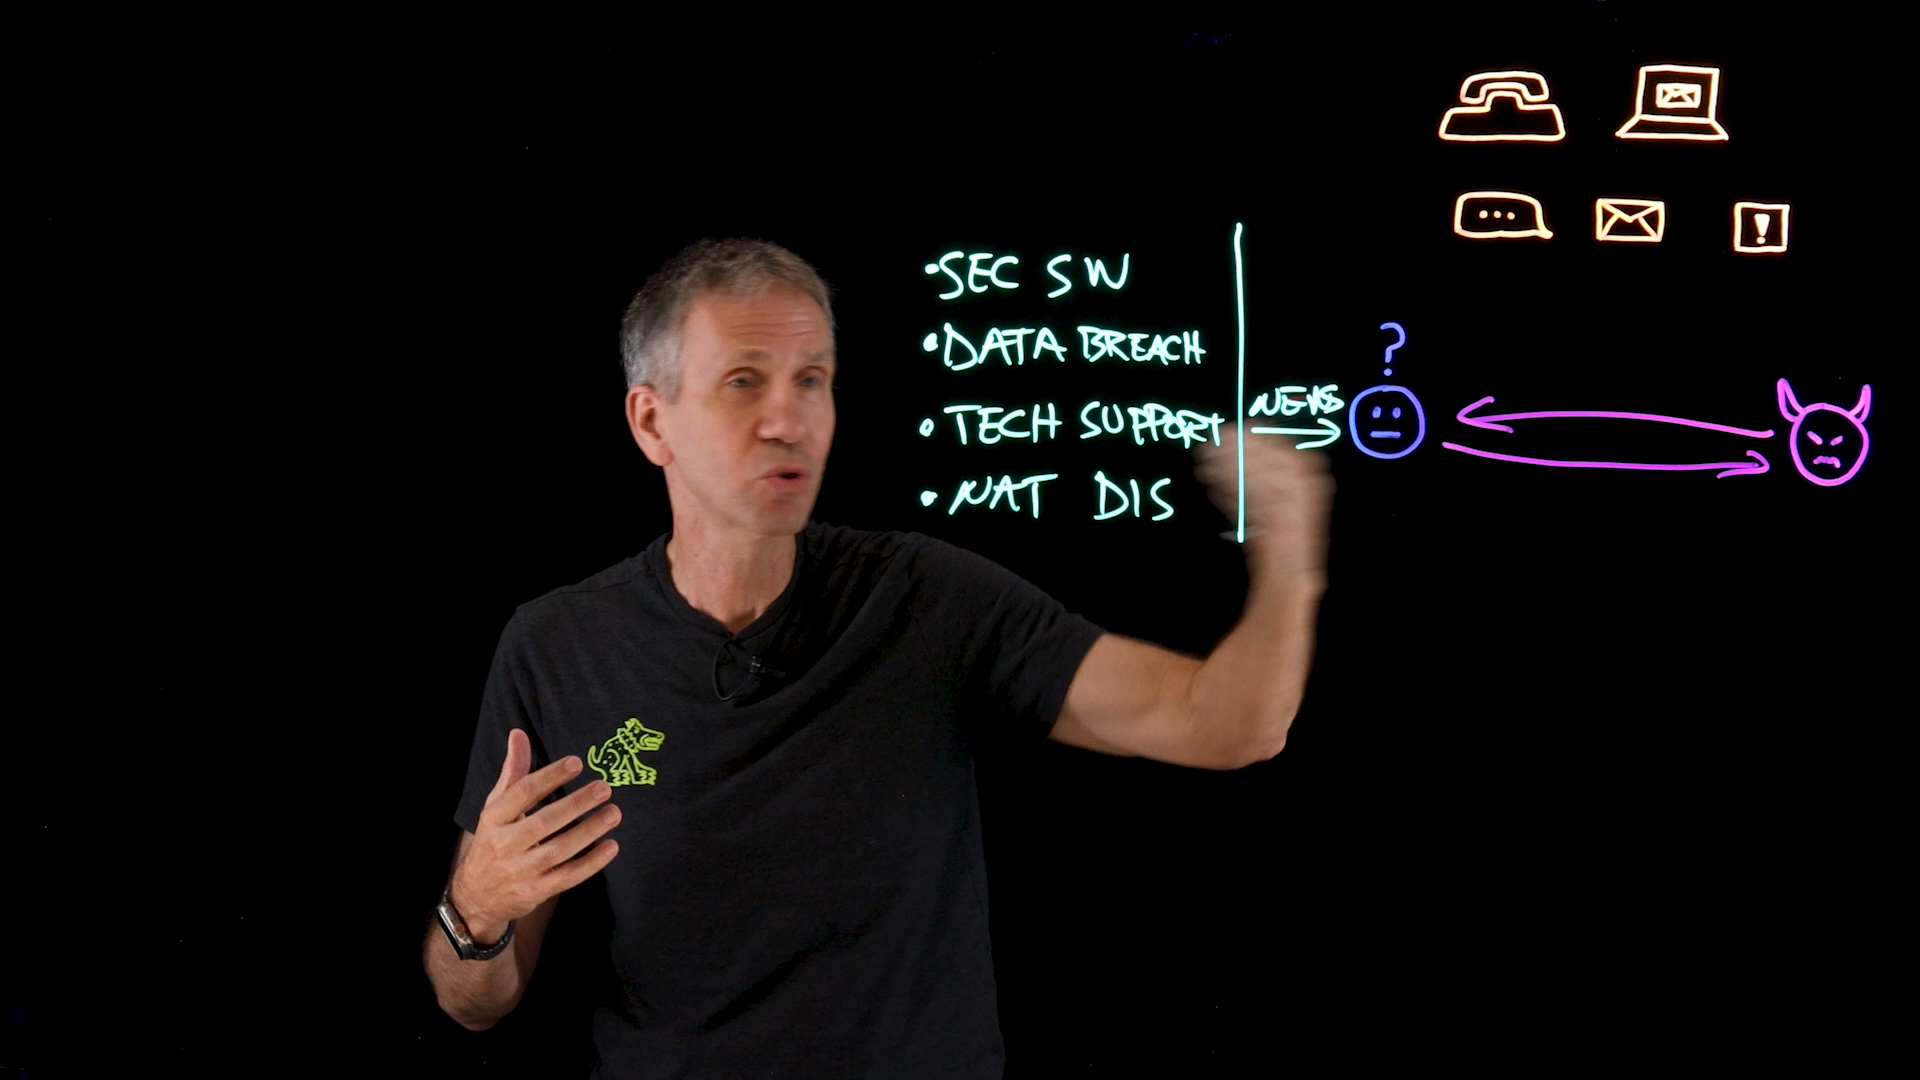 • SEC SW
• DATA BREACH
• TECH SUPPORT
• NAT DIS
NEWS
?
!